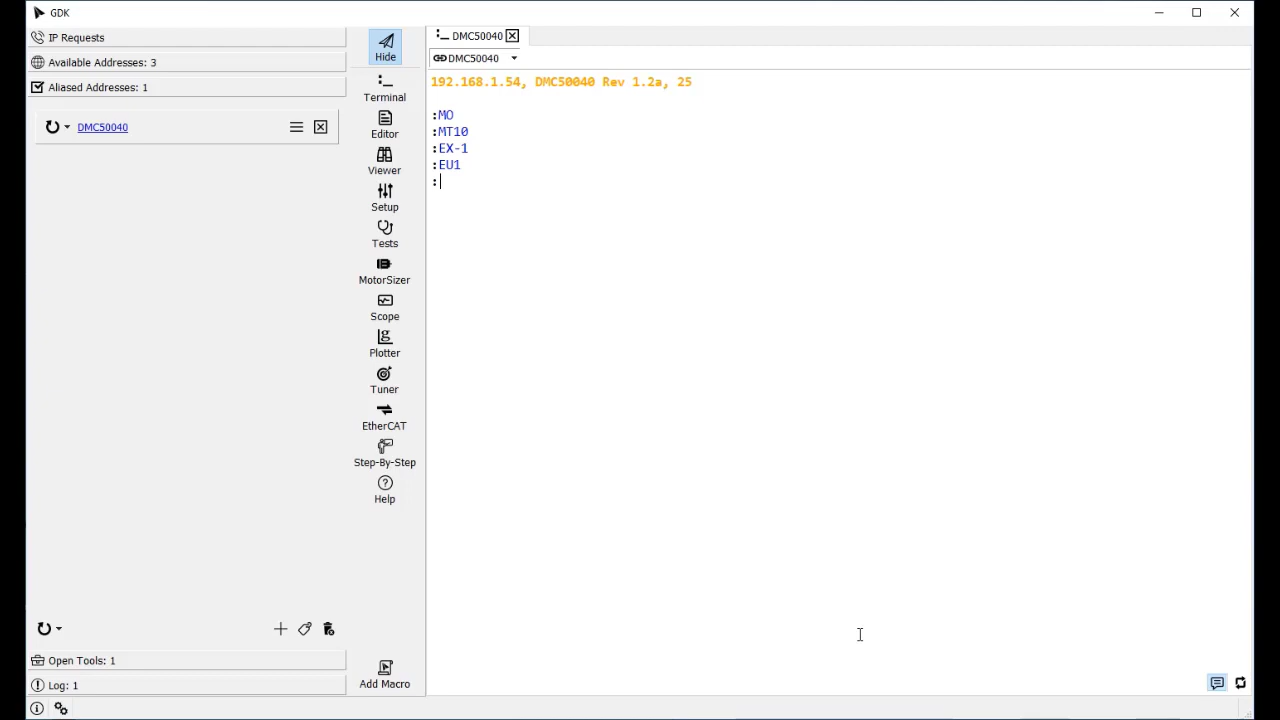 GDK
IP Requests
Available Addresses: 3
Aliased Addresses: 1
DMC50040
Hide
Terminal
Editor
Viewer
Setup
Tests
MotorSizer
Scope
Plotter
Tuner
EtherCAT
Step-By-Step
Help
Add Macro
DMC50040
DMC50040
192.168.1.54, DMC50040 Rev 1.2a, 25
:MO
:MT10
:EX-1
:EU1
:
Open Tools: 1
Log: 1